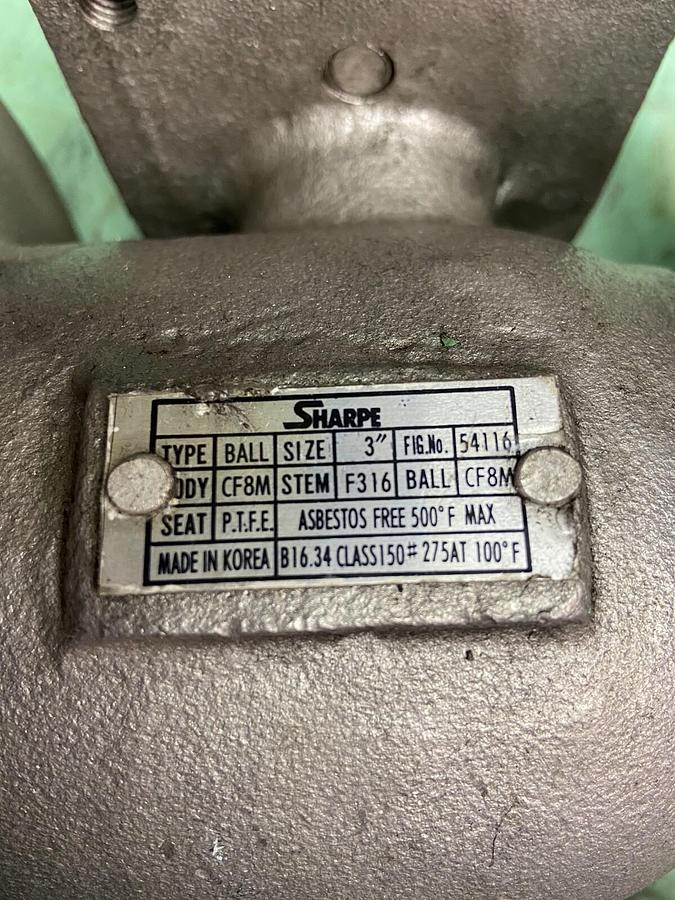 SHARPE
TYPE BALL SIZE 3" FIG.No. 54116
CF8M STEM F316 BALL CF8M
SEAT P.T.F.E. ASBESTOS FREE 500°F MAX
MADE IN KOREA B16.34 CLASS150# 275AT 100°F